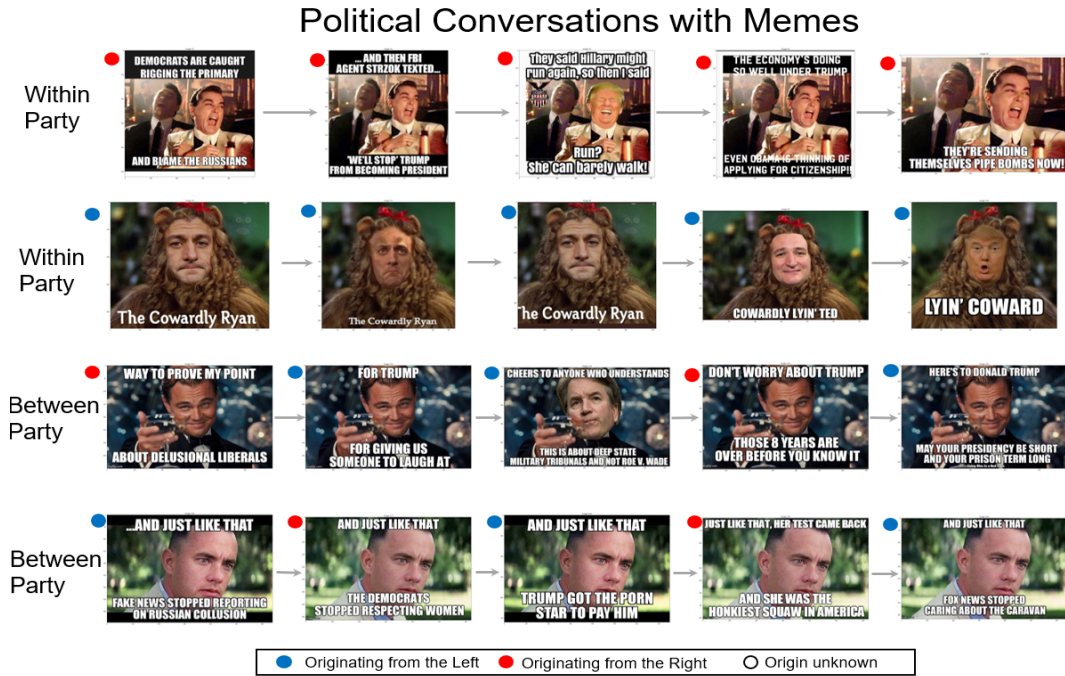 Political Conversations with Memes
Within
Party
DEMOCRATS ARE CAUGHT
RIGGING THE PRIMARY
AND BLAME THE RUSSIANS
... AND THEN FBI
AGENT STRZOK TEXTED...
'WE'LL STOP' TRUMP
FROM BECOMING PRESIDENT
They said Hillary might
run again, so then I said
Run?
She can barely walk!
THE ECONOMY'S DOING
SO WELL UNDER TRUMP
EVEN OBAMA IS THINKING OF
APPLYING FOR CITIZENSHIP!!
THEY'RE SENDING
THEMSELVES PIPE BOMBS NOW!
Within
Party
The Cowardly Ryan
The Cowardly Ryan
The Cowardly Ryan
COWARDLY LYIN' TED
LYIN' COWARD
Between
Party
WAY TO PROVE MY POINT
ABOUT DELUSIONAL LIBERALS
FOR TRUMP
FOR GIVING US
SOMEONE TO LAUGH AT
CHEERS TO ANYONE WHO UNDERSTANDS
THIS IS ABOUT DEEP STATE
MILITARY TRIBUNALS AND NOT ROE V. WADE
DON'T WORRY ABOUT TRUMP
THOSE 8 YEARS ARE
OVER BEFORE YOU KNOW IT
HERE'S TO DONALD TRUMP
MAY YOUR PRESIDENCY BE SHORT
AND YOUR PRISON TERM LONG
Between
Party
...AND JUST LIKE THAT
FAKE NEWS STOPPED REPORTING
ON RUSSIAN COLLUSION
AND JUST LIKE THAT
THE DEMOCRATS
STOPPED RESPECTING WOMEN
AND JUST LIKE THAT
TRUMP GOT THE PORN
STAR TO PAY HIM
JUST LIKE THAT, HER TEST CAME BACK
AND SHE WAS THE
HONKIEST SQUAW IN AMERICA
AND JUST LIKE THAT
FOX NEWS STOPPED
CARING ABOUT THE CARAVAN
Originating from the Left
Originating from the Right
Origin unknown